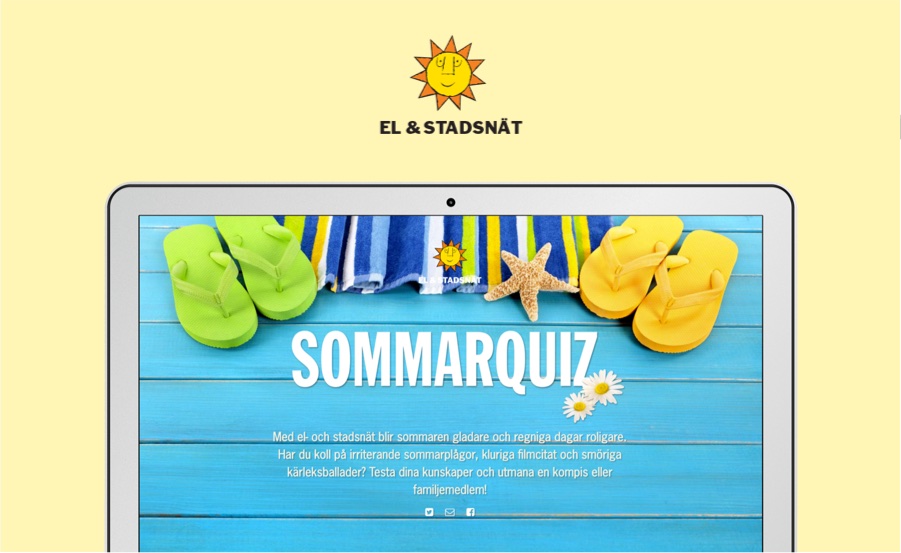 EL & STADSNÄT
EL & STADSNÄT
SOMMARQUIZ
Med el- och stadsnät blir sommaren gladare och regniga dagar roligare.
Har du koll på irriterande sommarplågor, kluriga filmcitat och smöriga
kärleksballader? Testa dina kunskaper och utmana en kompis eller
familjemedlem!